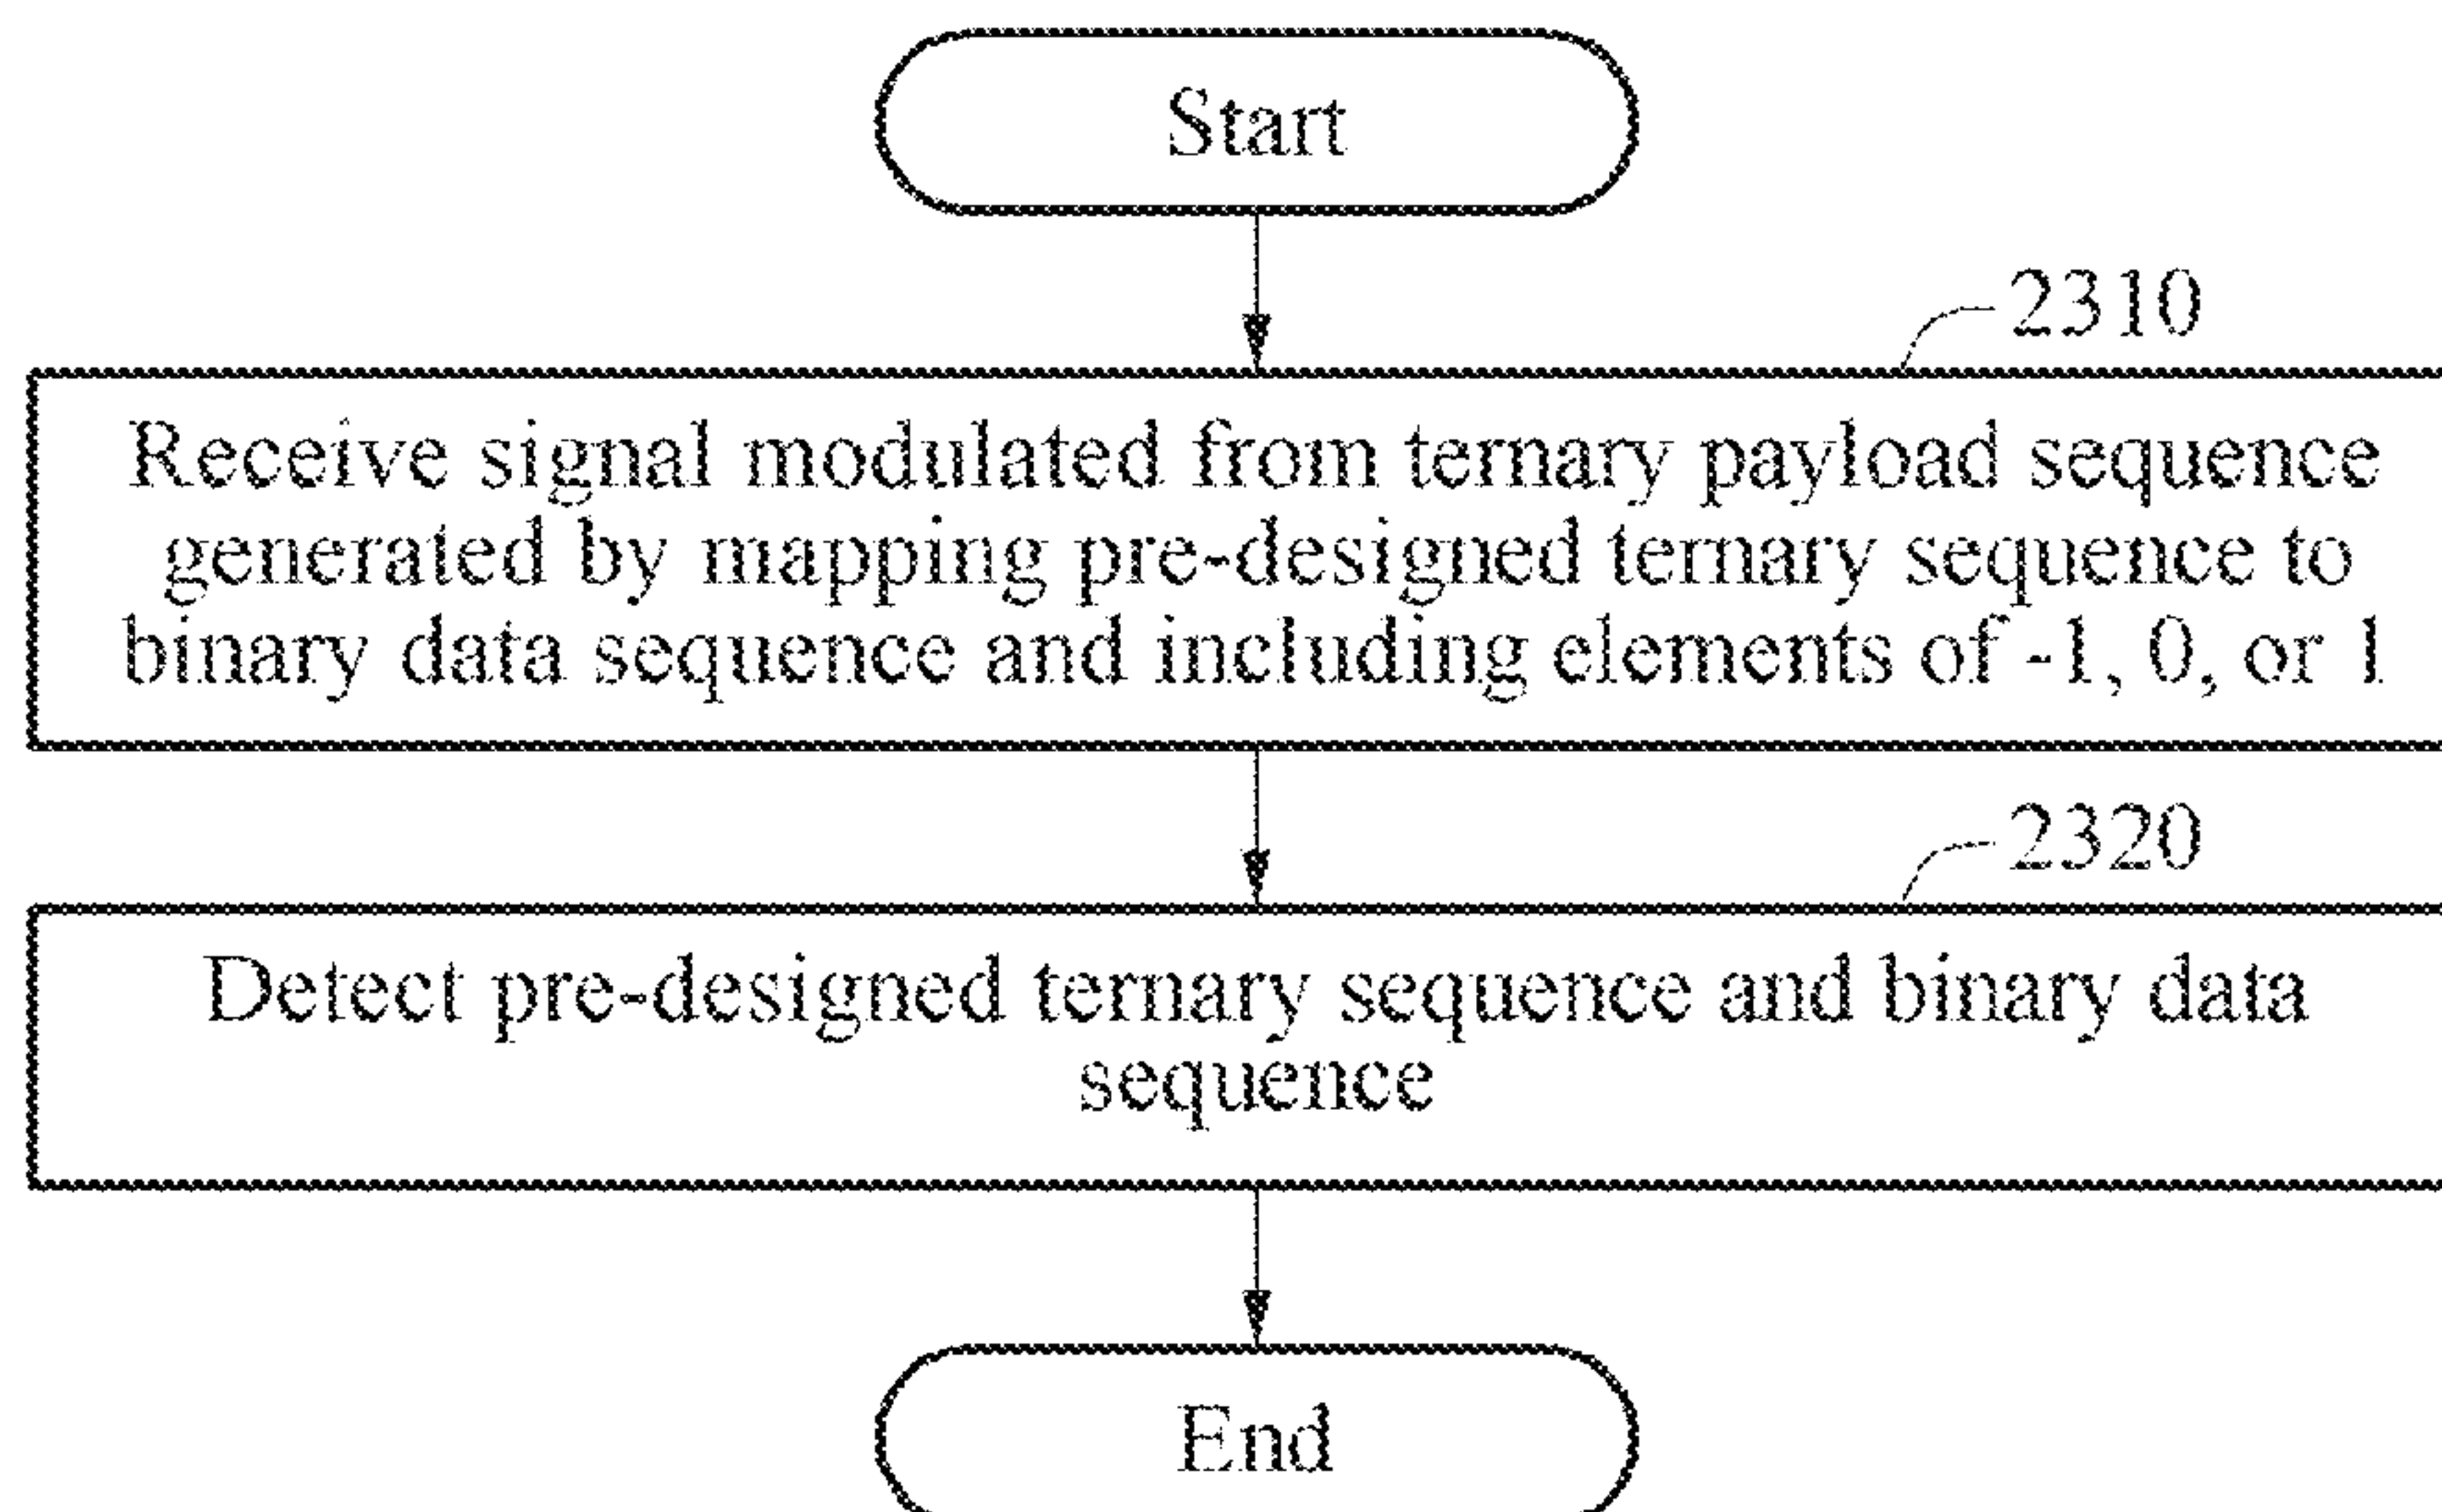 Start
2310
Receive signal modulated from ternary payload sequence
generated by mapping pre-designed ternary sequence to
binary data sequence and including elements of -1, 0, or 1
2320
Detect pre-designed ternary sequence and binary data
sequence
End